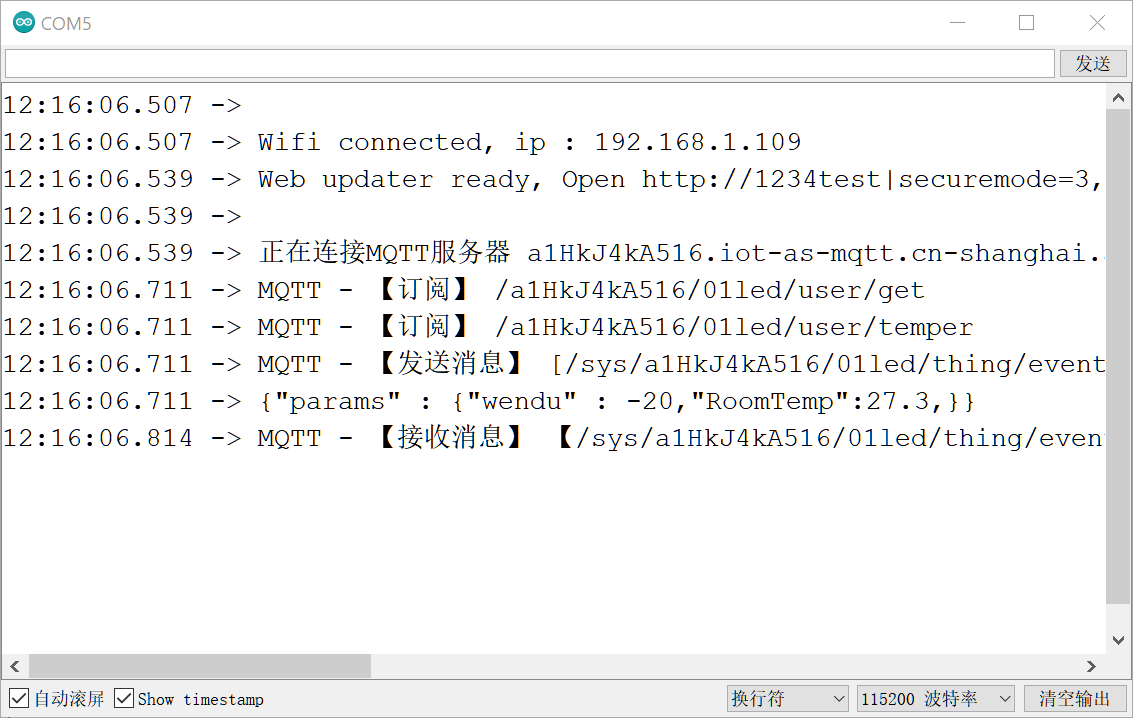 COM5
发送
12:16:06.507 ->
12:16:06.507 -> Wifi connected, ip : 192.168.1.109
12:16:06.539 -> Web updater ready, Open http://1234test|securemode=3,
12:16:06.539 ->
12:16:06.539 -> 正在连接MQTT服务器 a1HkJ4kA516.iot-as-mqtt.cn-shanghai.
12:16:06.711 -> MQTT - 【订阅】 /a1HkJ4kA516/01led/user/get
12:16:06.711 -> MQTT - 【订阅】 /a1HkJ4kA516/01led/user/temper
12:16:06.711 -> MQTT - 【发送消息】 [/sys/a1HkJ4kA516/01led/thing/event
12:16:06.711 -> {"params" : {"wendu" : -20,"RoomTemp":27.3,}}
12:16:06.814 -> MQTT - 【接收消息】 【/sys/a1HkJ4kA516/01led/thing/even
自动滚屏 Show timestamp 换行符 115200 波特率 清空输出